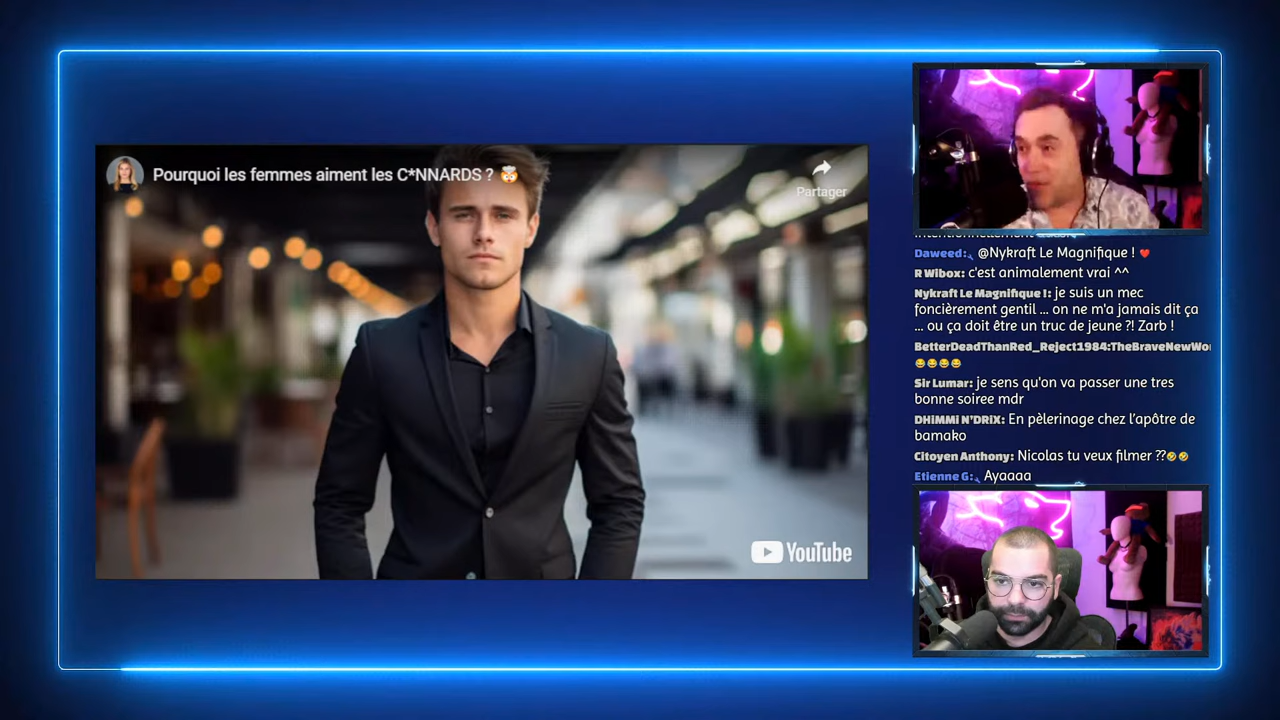 Pourquoi les femmes aiment les C*NNARDS ? 🤯
Partager
YouTube
Daweed: @Nykraft Le Magnifique ! ❤️
R Wibox: c'est animalement vrai ^^
Nykraft Le Magnifique !: je suis un mec
foncièrement gentil ... on ne m'a jamais dit ça
... ou ça doit être un truc de jeune ?! Zarb !
BetterDeadThanRed_Reject1984:TheBraveNewWo
😂😂😂😂
Sir Lumar: je sens qu'on va passer une tres
bonne soiree mdr
DHiMMi N'DRiX: En pèlerinage chez l'apôtre de
bamako
Citoyen Anthony: Nicolas tu veux filmer ??🤣🤣
Etienne G: Ayaaaa